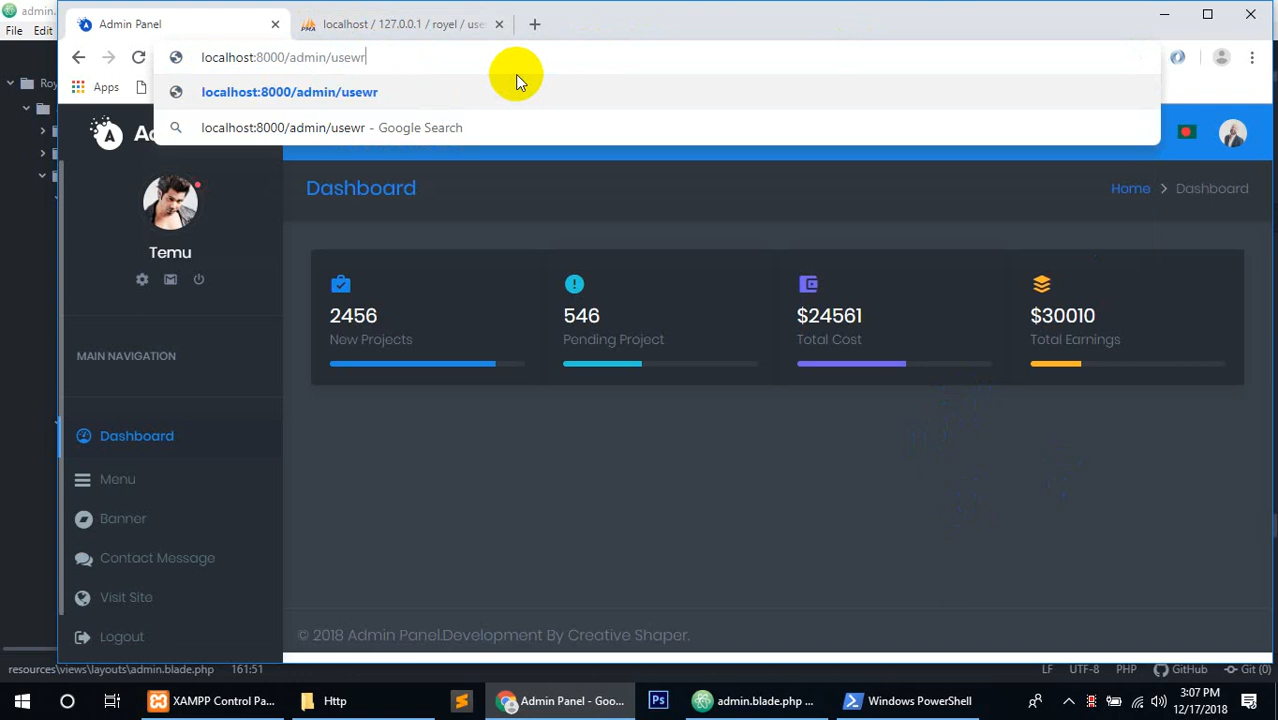 admin.
Admin Panel
localhost / 127.0.0.1 / royel / use
File Edit
localhost:8000/admin/usewr
Apps
localhost:8000/admin/usewr
localhost:8000/admin/usewr - Google Search
Roy
Dashboard
Home > Dashboard
Temu
2456
546
$24561
$30010
New Projects
Pending Project
Total Cost
Total Earnings
MAIN NAVIGATION
Dashboard
Menu
Banner
Contact Message
Visit Site
Logout
© 2018 Admin Panel.Development By Creative Shaper.
resources\views\layouts\admin.blade.php 161:51
LF UTF-8 PHP GitHub Git (0)
XAMPP Control Pa...
Http
Admin Panel - Goo...
Ps
admin.blade.php ...
Windows PowerShell
3:07 PM
12/17/2018